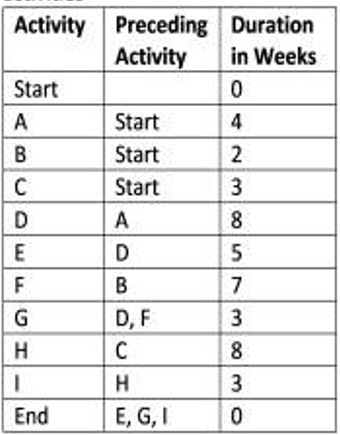 Activity Preceding Activity Duration in Weeks
Start 0
A Start 4
B Start 2
C Start 3
D A 8
E D 5
F B 7
G D, F 3
H C 8
I H 3
End E, G, I 0